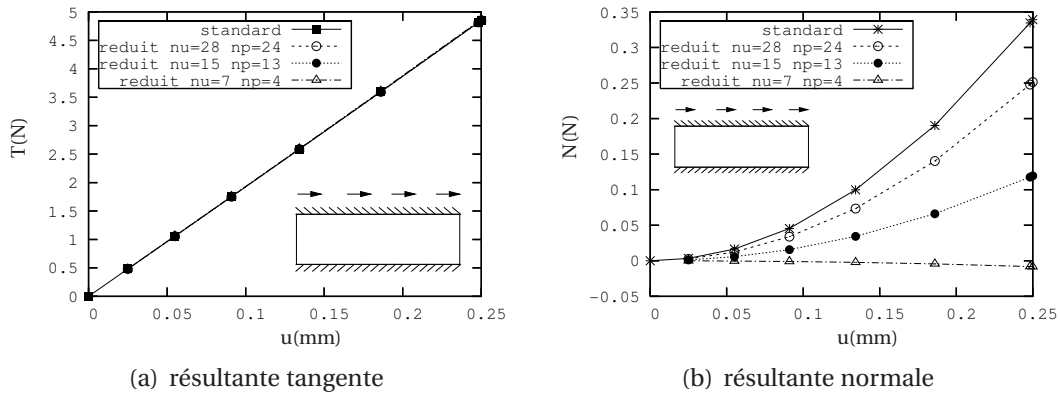 5
4.5
4
3.5
3
2.5
2
1.5
1
0.5
0
T(N)
standard
reduit nu=28 np=24
reduit nu=15 np=13
reduit nu=7 np=4
0 0.05 0.1 0.15 0.2 0.25
u(mm)
(a) résultante tangente
0.35
0.3
0.25
0.2
0.15
0.1
0.05
0
-0.05
N(N)
standard
reduit nu=28 np=24
reduit nu=15 np=13
reduit nu=7 np=4
0 0.05 0.1 0.15 0.2 0.25
u(mm)
(b) résultante normale